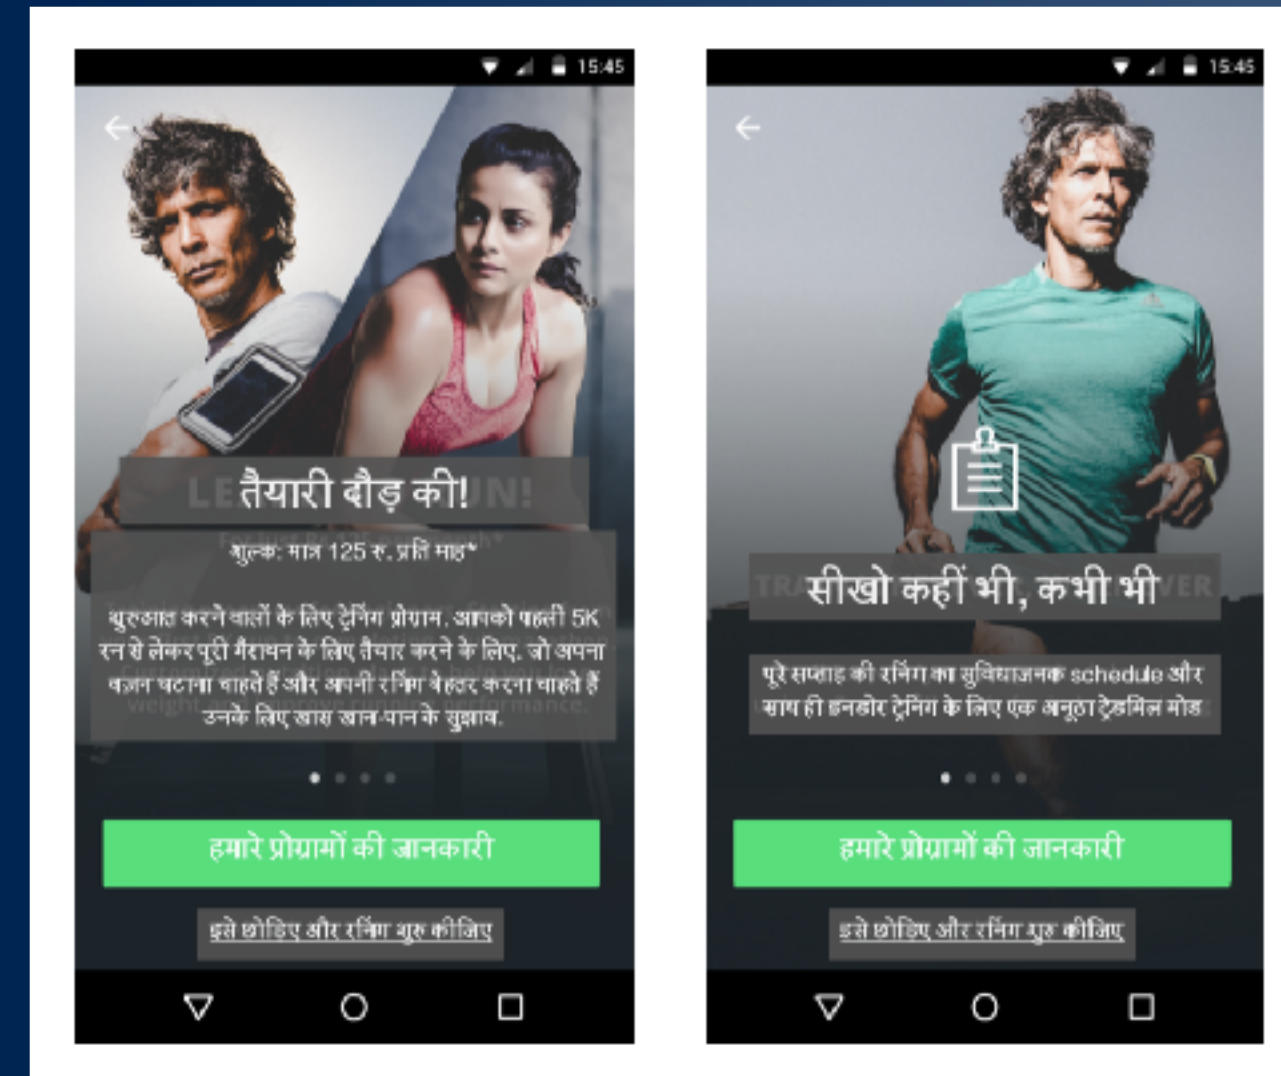 15:45
तैयारी दौड़ की!
शुल्क: मात्र 125 रु. प्रति माह*
शुरुआत करने वालों के लिए ट्रेनिंग प्रोग्राम. आपको पहली 5K
रन से लेकर पूरी मैराथन के लिए तैयार करने के लिए. जो अपना
वज़न घटाना चाहते हैं और अपनी रनिंग बेहतर करना चाहते हैं
उनके लिए खास खाना-पान के सुझाव.
हमारे प्रोग्रामों की जानकारी
इसे छोडिए और रनिंग शुरु कीजिए
15:45
सीखो कहीं भी, कभी भी
पूरे सप्ताह की रनिंग का सुविधाजनक schedule और
साथ ही इनडोर ट्रेनिंग के लिए एक अनूठा ट्रेडमिल मोड
हमारे प्रोग्रामों की जानकारी
इसे छोडिए और रनिंग शुरु कीजिए